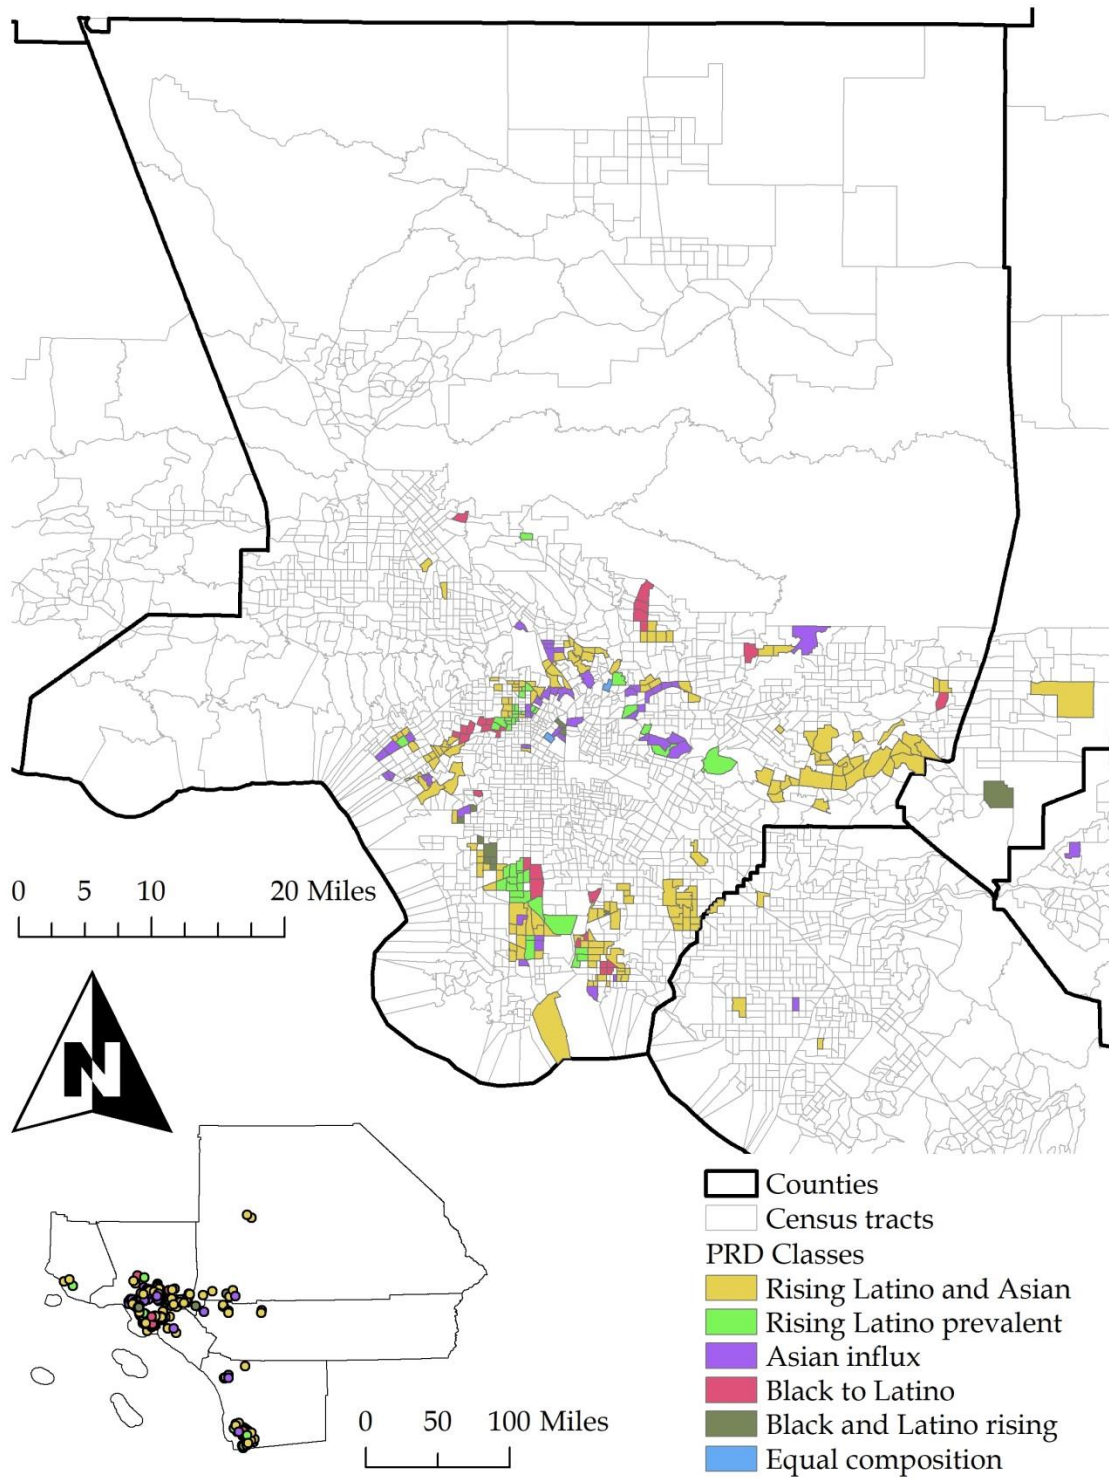 0 5 10 20 Miles
N
Counties
Census tracts
PRD Classes
Rising Latino and Asian
Rising Latino prevalent
Asian influx
Black to Latino
Black and Latino rising
Equal composition
0 50 100 Miles